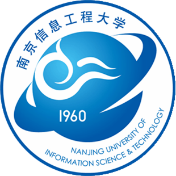 南京信息工程大学
1960
NANJING UNIVERSITY OF
INFORMATION SCIENCE & TECHNOLOGY